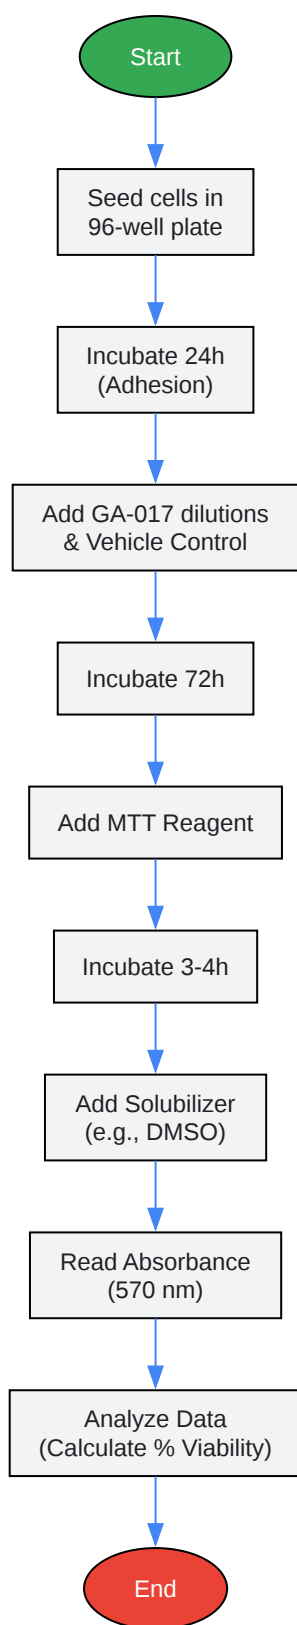 Start
Seed cells in
96-well plate
Incubate 24h
(Adhesion)
Add GA-017 dilutions
& Vehicle Control
Incubate 72h
Add MTT Reagent
Incubate 3-4h
Add Solubilizer
(e.g., DMSO)
Read Absorbance
(570 nm)
Analyze Data
(Calculate % Viability)
End